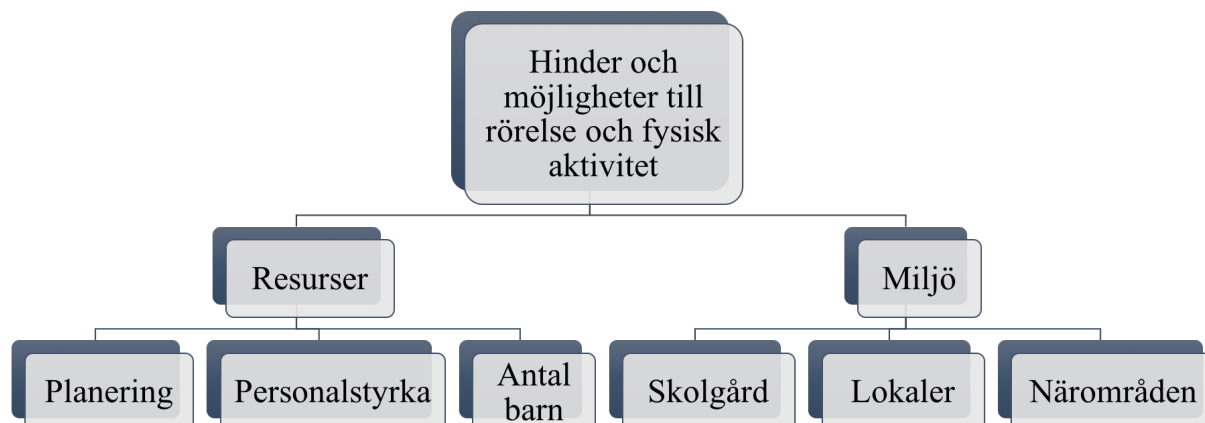 Hinder och
möjligheter till
rörelse och fysisk
aktivitet
Resurser
Miljö
Planering
Personalstyrka
Antal
barn
Skolgård
Lokaler
Närområden